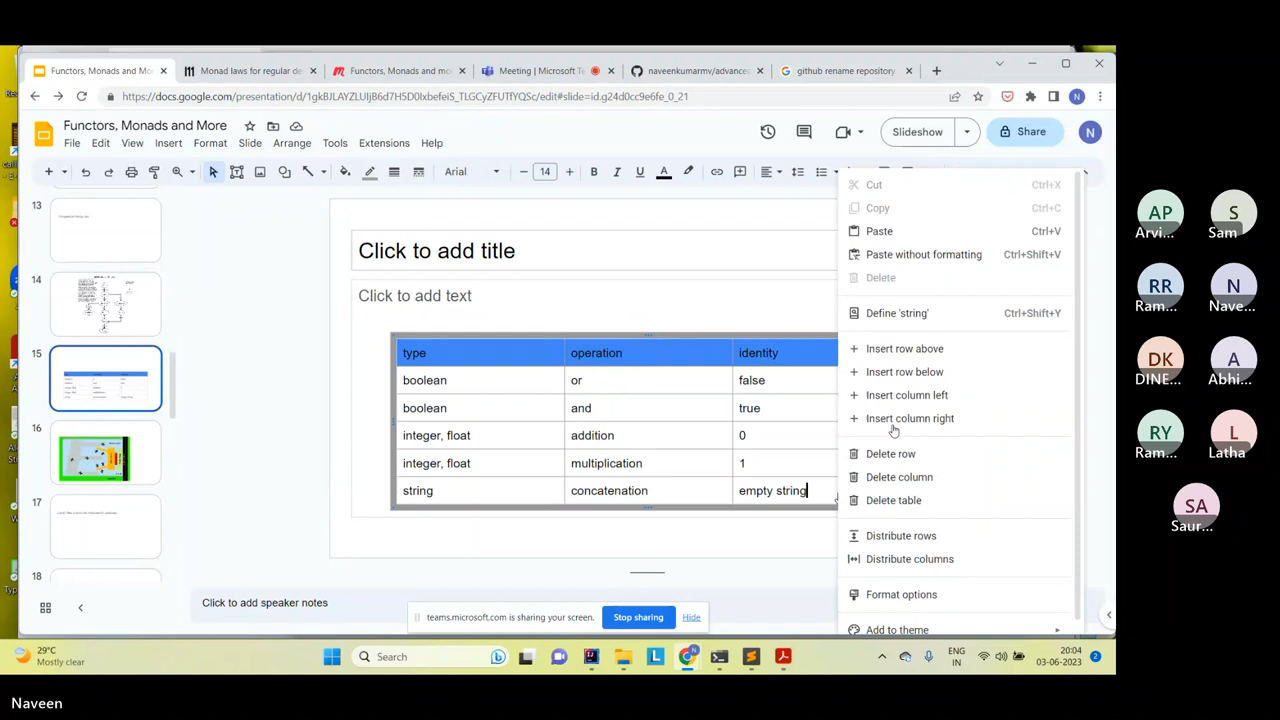 Functors, Monads and Mo
Monad laws for regular de
Functors, Monads and mo
Meeting | Microsoft Te
naveenkumarmv/advanced
github rename repository
https://docs.google.com/presentation/d/1gkBJLAYZLUIjB6d7H5D0IxbefeiS_TLGCyZFUTfYQSc/edit#slide=id.g24d0cc9e6fe_0_21
N
Functors, Monads and More
Slideshow
Share
N
File Edit View Insert Format Slide Arrange Tools Extensions Help
Arial
14
B I U A
13
14
15
16
17
18
Click to add title
Click to add text
type operation identity
boolean or false
boolean and true
integer, float addition 0
integer, float multiplication 1
string concatenation empty string
Click to add speaker notes
Cut Ctrl+X
Copy Ctrl+C
Paste Ctrl+V
Paste without formatting Ctrl+Shift+V
Delete
Define 'string' Ctrl+Shift+Y
Insert row above
Insert row below
Insert column left
Insert column right
Delete row
Delete column
Delete table
Distribute rows
Distribute columns
Format options
Add to theme
teams.microsoft.com is sharing your screen.
Stop sharing
Hide
29°C
Mostly clear
Search
ENG
IN
20:04
03-06-2023
2
AP
Arvi...
S
Sam
RR
Ram...
N
Nave...
DK
DINE...
A
Abhi...
RY
Ram...
L
Latha
SA
Saur...
Naveen